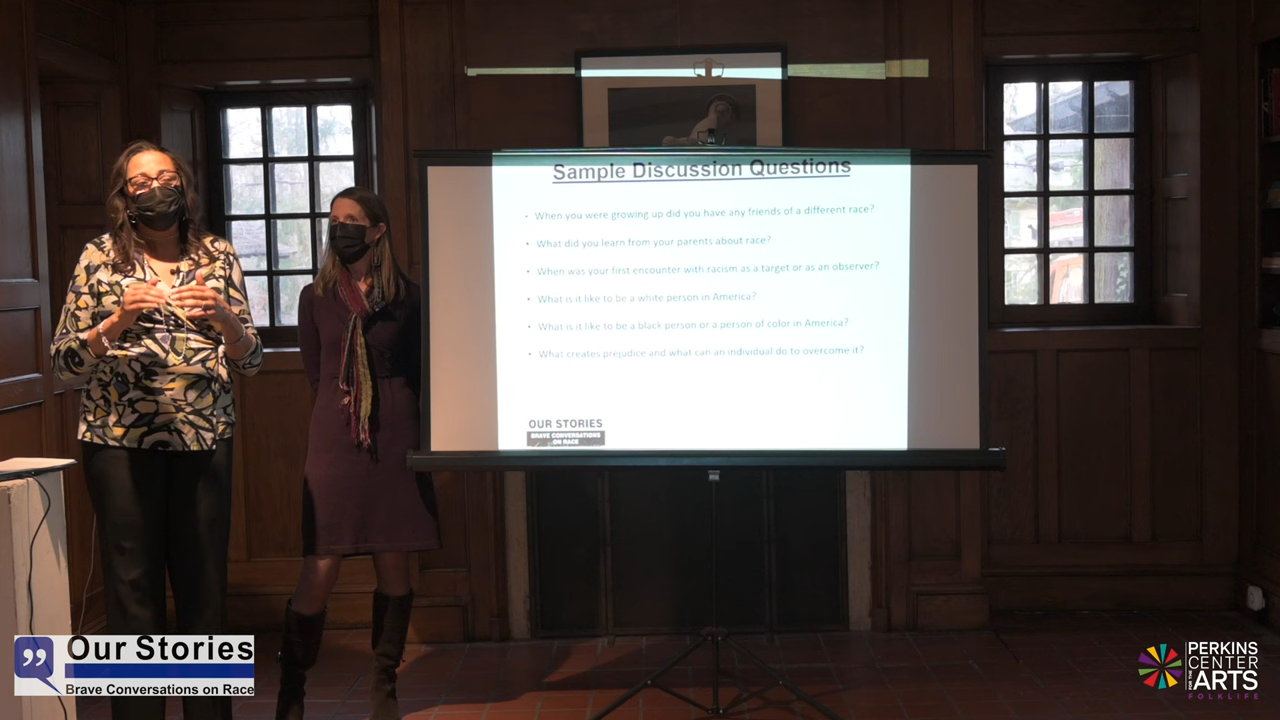 Sample Discussion Questions
• When you were growing up did you have any friends of a different race?
• What did you learn from your parents about race?
• When was your first encounter with racism as a target or as an observer?
• What is it like to be a white person in America?
• What is it like to be a black person or a person of color in America?
• What creates prejudice and what can an individual do to overcome it?
OUR STORIES
BRAVE CONVERSATIONS
ON RACE
Our Stories
Brave Conversations on Race
PERKINS
CENTER
FOR THE ARTS
FOLKLIFE